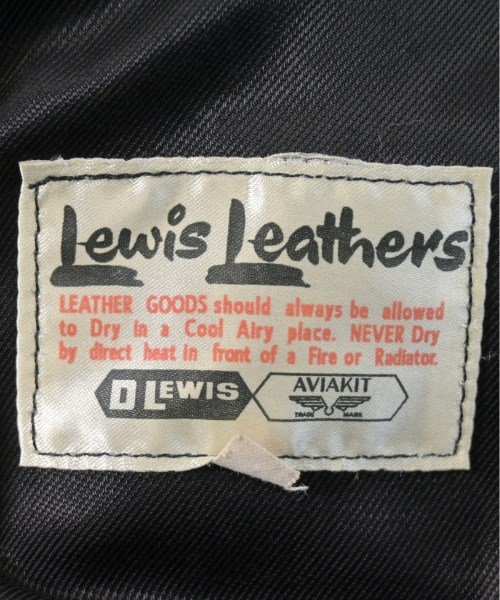 Lewis Leathers
LEATHER GOODS should always be allowed
to Dry in a Cool Airy place. NEVER Dry
by direct heat in front of a Fire or Radiator.
D LEWIS
AVIAKIT
TRADE MARK